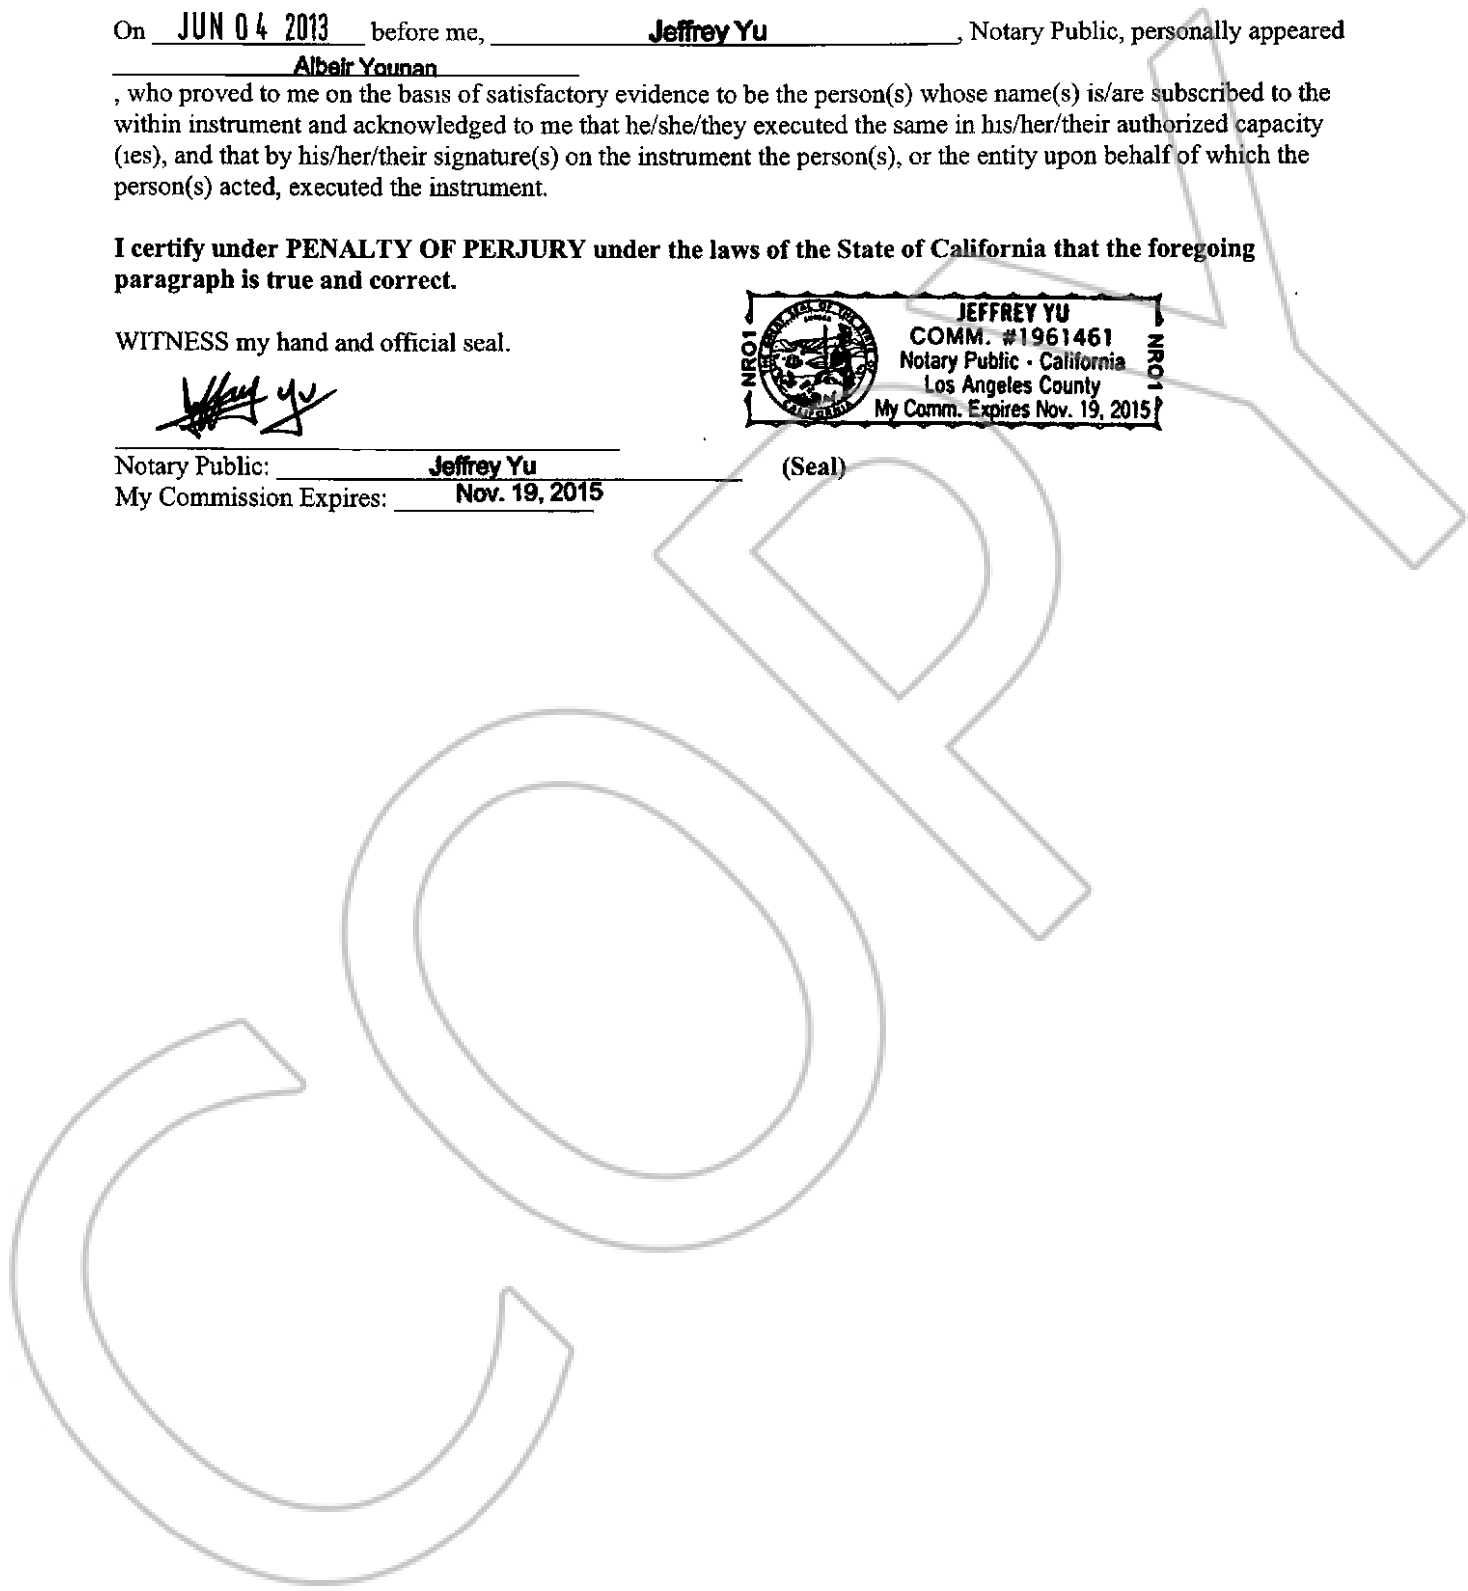 On JUN 04 2013 before me, Jeffrey Yu, Notary Public, personally appeared
Albeir Younan
, who proved to me on the basis of satisfactory evidence to be the person(s) whose name(s) is/are subscribed to the
within instrument and acknowledged to me that he/she/they executed the same in his/her/their authorized capacity
(ies), and that by his/her/their signature(s) on the instrument the person(s), or the entity upon behalf of which the
person(s) acted, executed the instrument.
I certify under PENALTY OF PERJURY under the laws of the State of California that the foregoing
paragraph is true and correct.
WITNESS my hand and official seal.
NRO1
JEFFREY YU
COMM. #1961461
Notary Public - California
Los Angeles County
My Comm. Expires Nov. 19, 2015
NRO1
CALIFORNIA
Jeffrey Yu
Notary Public: Jeffrey Yu (Seal)
My Commission Expires: Nov. 19, 2015
COPY